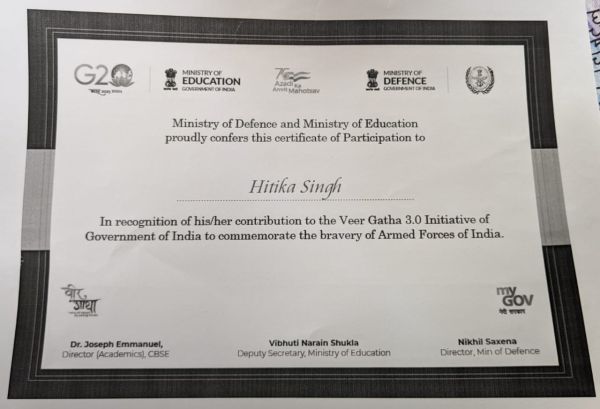 G20
भारत 2023 INDIA
MINISTRY OF
EDUCATION
GOVERNMENT OF INDIA
Azadi Ka
Amrit Mahotsav
MINISTRY OF
DEFENCE
GOVERNMENT OF INDIA
Ministry of Defence and Ministry of Education
proudly confers this certificate of Participation to
Hitika Singh
In recognition of his/her contribution to the Veer Gatha 3.0 Initiative of
Government of India to commemorate the bravery of Armed Forces of India.
वीर
गाथा
my
GOV
मेरी सरकार
Dr. Joseph Emmanuel,
Director (Academics), CBSE
Vibhuti Narain Shukla
Deputy Secretary, Ministry of Education
Nikhil Saxena
Director, Min of Defence